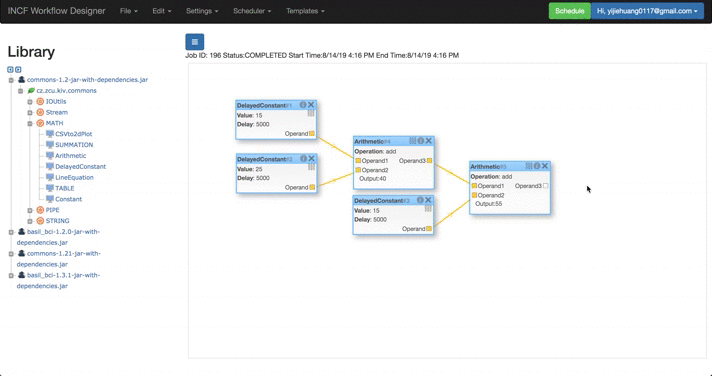 INCF Workflow Designer
File
Edit
Settings
Scheduler
Templates
Schedule
Hi, yijiehuang0117@gmail.com
Library
commons-1.2-jar-with-dependencies.jar
cz.zcu.kiv.commons
IOUtils
Stream
MATH
CSVto2dPlot
SUMMATION
Arithmetic
DelayedConstant
LineEquation
TABLE
Constant
PIPE
STRING
basil_bci-1.2.0-jar-with-
dependencies.jar
commons-1.21-jar-with-
dependencies.jar
basil_bci-1.3.1-jar-with-
dependencies.jar
Job ID: 196 Status:COMPLETED Start Time:8/14/19 4:16 PM End Time:8/14/19 4:16 PM
DelayedConstant#1
Value: 15
Delay: 5000
Operand
DelayedConstant#2
Value: 25
Delay: 5000
Operand
Arithmetic#4
Operation: add
Operand1 Operand3
Operand2
Output:40
DelayedConstant#3
Value: 15
Delay: 5000
Operand
Arithmetic#5
Operation: add
Operand1 Operand3
Operand2
Output:55